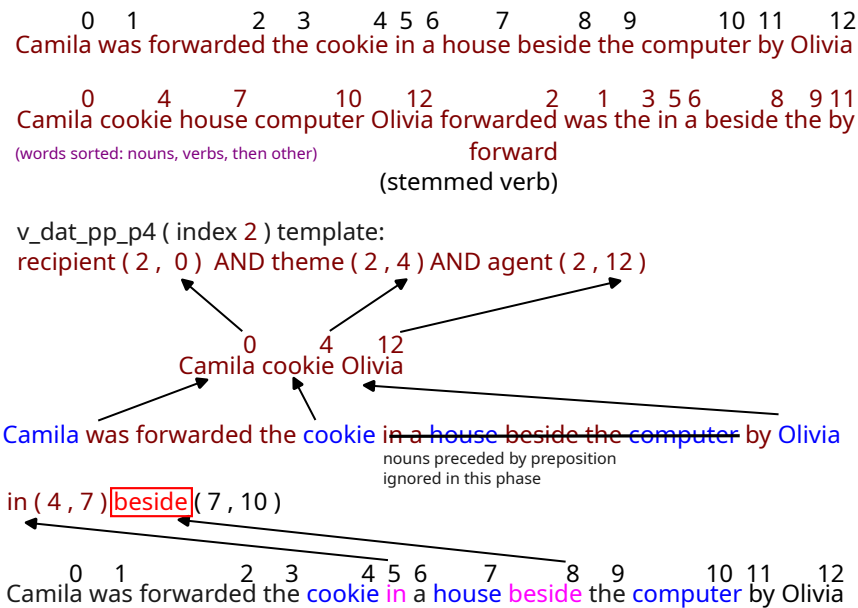 0 1 2 3 4 5 6 7 8 9 10 11 12
Camila was forwarded the cookie in a house beside the computer by Olivia
0 4 7 10 12 2 1 3 5 6 8 9 11
Camila cookie house computer Olivia forwarded was the in a beside the by
(words sorted: nouns, verbs, then other) forward
(stemmed verb)
v_dat_pp_p4 ( index 2 ) template:
recipient ( 2 , 0 ) AND theme ( 2 , 4 ) AND agent ( 2 , 12 )
0 4 12
Camila cookie Olivia
Camila was forwarded the cookie in a house beside the computer by Olivia
nouns preceded by preposition
ignored in this phase
in ( 4 , 7 ) beside ( 7 , 10 )
0 1 2 3 4 5 6 7 8 9 10 11 12
Camila was forwarded the cookie in a house beside the computer by Olivia